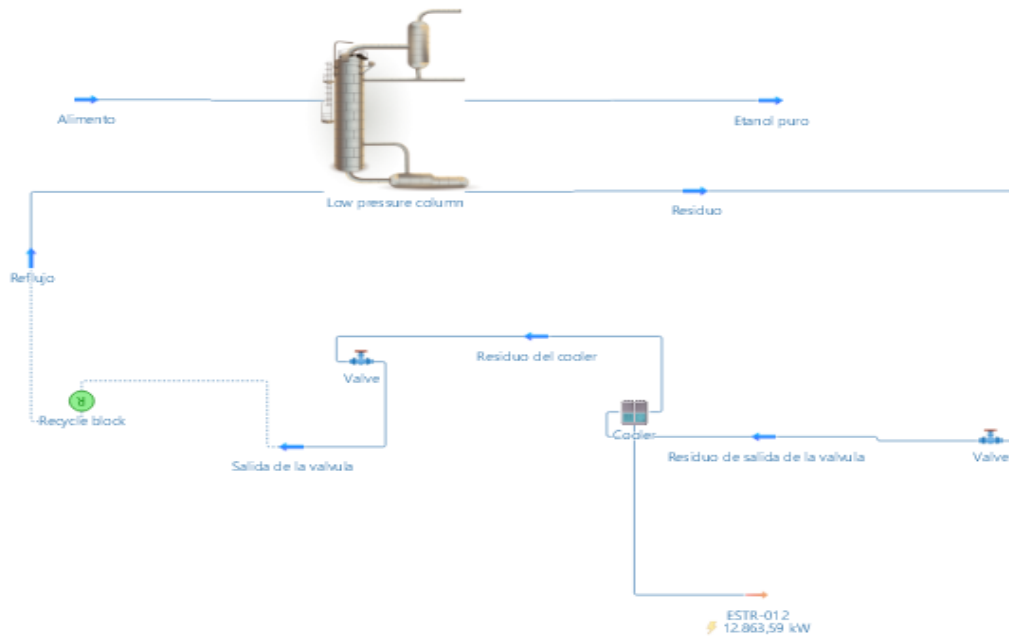 Alimento
Etanol puro
Low pressure column
Residuo
Reflujo
Residuo del cooler
Valve
Recycle block
Cooler
Residuo de salida de la valvula
Valve
Salida de la valvula
ESTR-012
12.863,59 kW